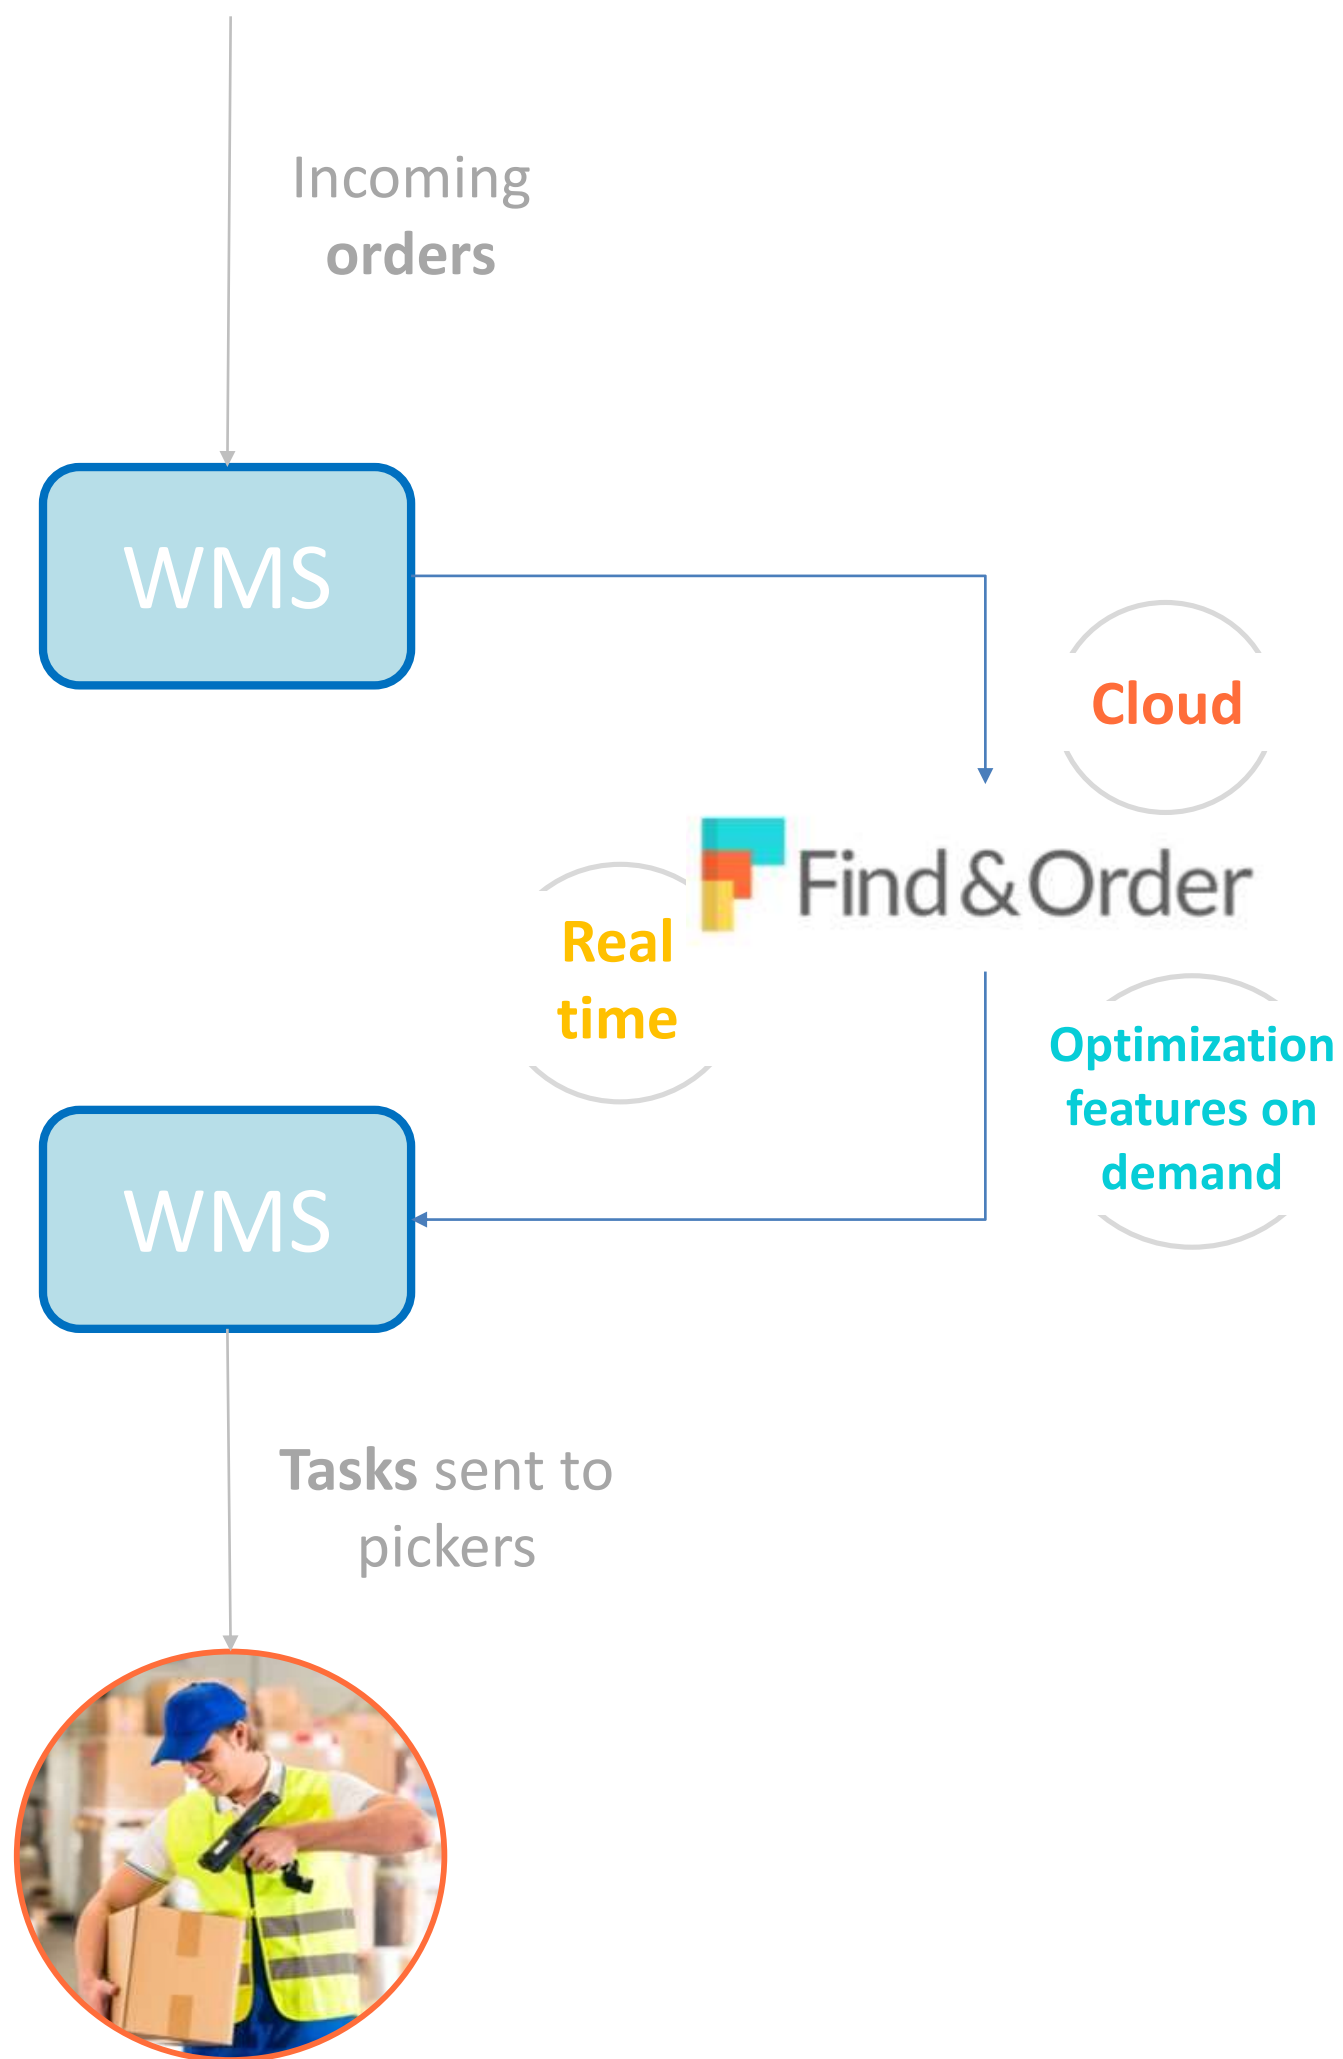 Incoming
orders
WMS
Cloud
Find & Order
Real
time
Optimization
features on
demand
WMS
Tasks sent to
pickers